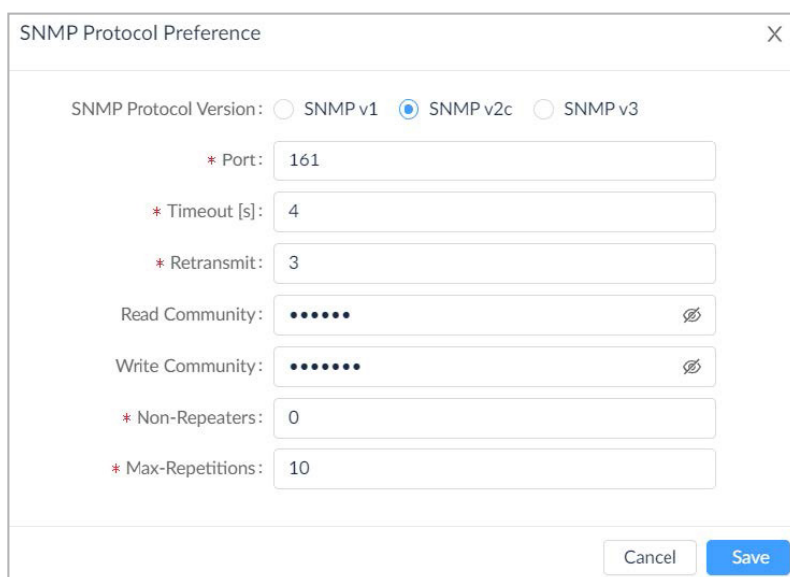 SNMP Protocol Preference X
SNMP Protocol Version: SNMP v1 SNMP v2c SNMP v3
* Port: 161
* Timeout [s]: 4
* Retransmit: 3
Read Community: ••••••
Write Community: •••••••
* Non-Repeaters: 0
* Max-Repetitions: 10
Cancel Save